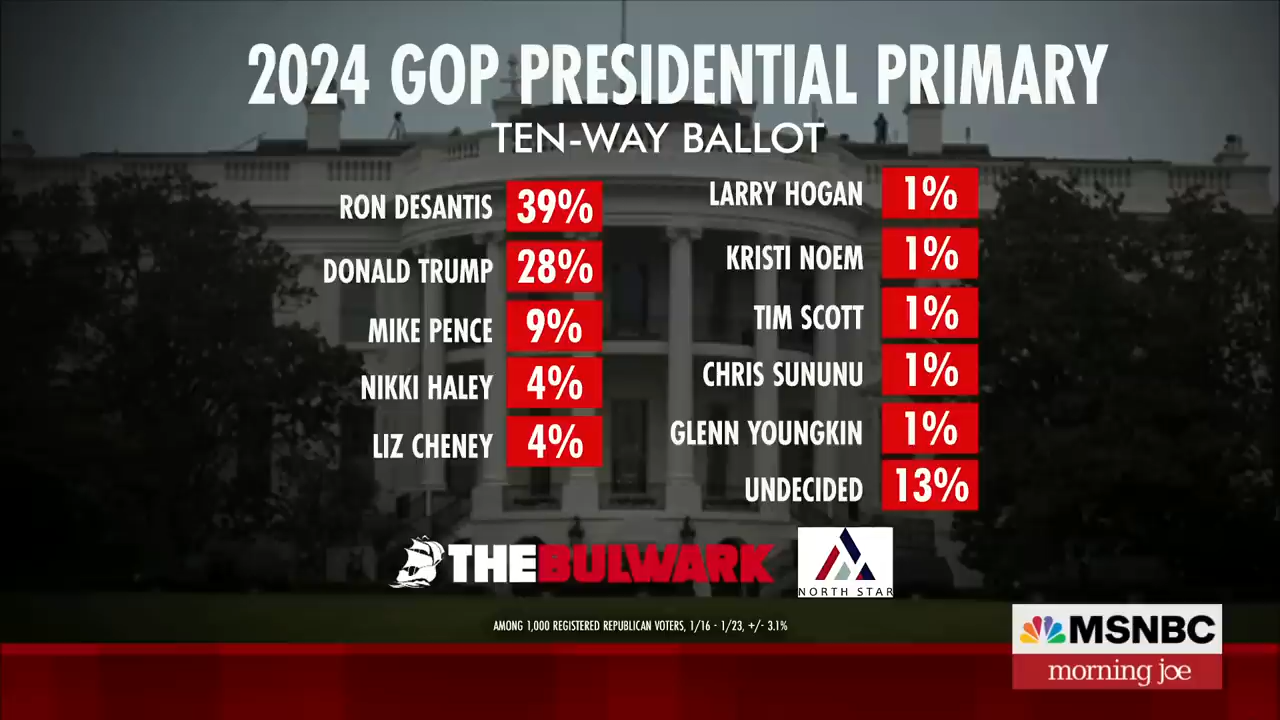 2024 GOP PRESIDENTIAL PRIMARY
TEN-WAY BALLOT
RON DESANTIS 39%
DONALD TRUMP 28%
MIKE PENCE 9%
NIKKI HALEY 4%
LIZ CHENEY 4%
LARRY HOGAN 1%
KRISTI NOEM 1%
TIM SCOTT 1%
CHRIS SUNUNU 1%
GLENN YOUNGKIN 1%
UNDECIDED 13%
THEBULWARK
NORTH STAR
AMONG 1,000 REGISTERED REPUBLICAN VOTERS, 1/16 - 1/23, +/- 3.1%
MSNBC
morning joe